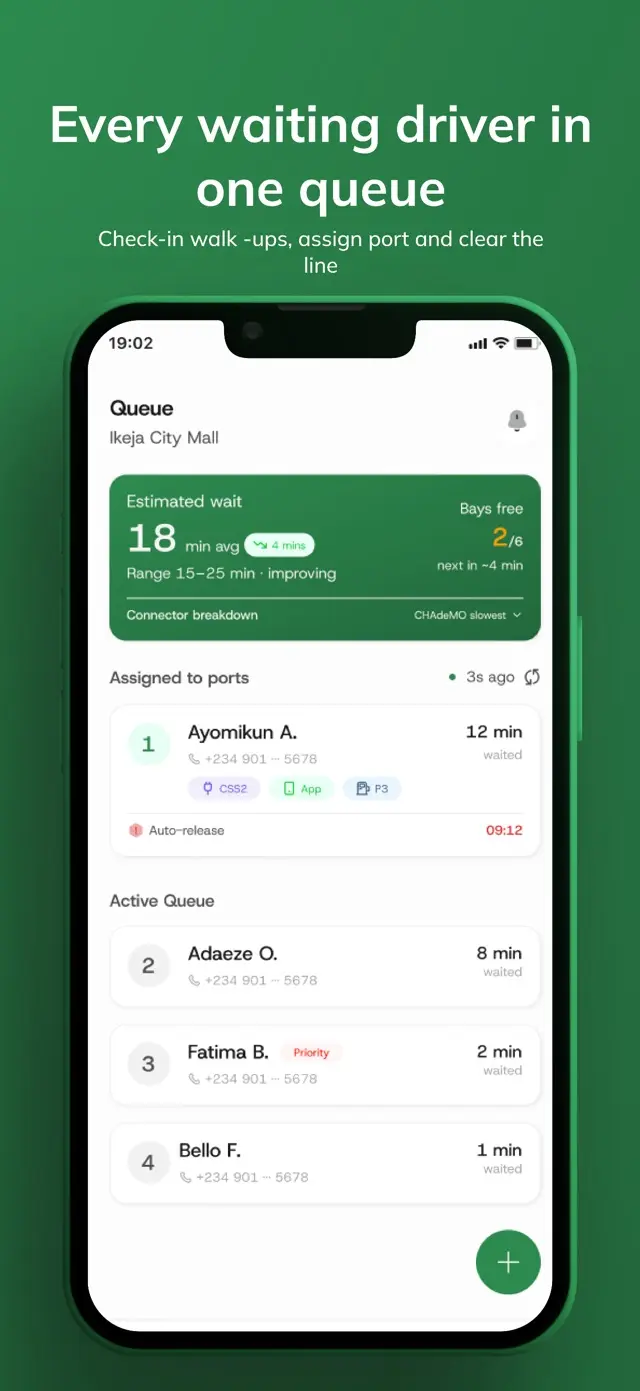 Every waiting driver in
one queue
Check-in walk -ups, assign port and clear the
line
19:02
Queue
Ikeja City Mall
Estimated wait
Bays free
18 min avg 4 mins
2/6
Range 15–25 min · improving
next in ~4 min
Connector breakdown
CHAdeMO slowest
Assigned to ports
3s ago
1
Ayomikun A.
12 min
+234 901 ··· 5678
waited
CSS2
App
P3
Auto-release
09:12
Active Queue
2
Adaeze O.
8 min
+234 901 ··· 5678
waited
3
Fatima B.
Priority
2 min
+234 901 ··· 5678
waited
4
Bello F.
1 min
+234 901 ··· 5678
waited